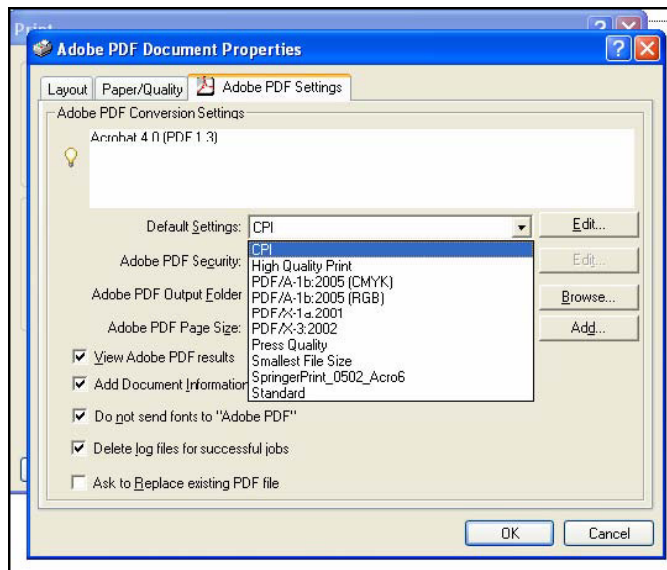 Print
Adobe PDF Document Properties
Layout
Paper/Quality
Adobe PDF Settings
Adobe PDF Conversion Settings
Acrobat 4.0 (PDF 1.3)
Default Settings:
CPI
Edit...
CPI
High Quality Print
PDF/A-1b:2005 (CMYK)
PDF/A-1b:2005 (RGB)
PDF/X-1a:2001
PDF/X-3:2002
Press Quality
Smallest File Size
SpringerPrint_0502_Acro6
Standard
Adobe PDF Security:
Edit...
Adobe PDF Output Folder
Browse...
Adobe PDF Page Size:
Add...
View Adobe PDF results
Add Document Information
Do not send fonts to "Adobe PDF"
Delete log files for successful jobs
Ask to Replace existing PDF file
OK
Cancel